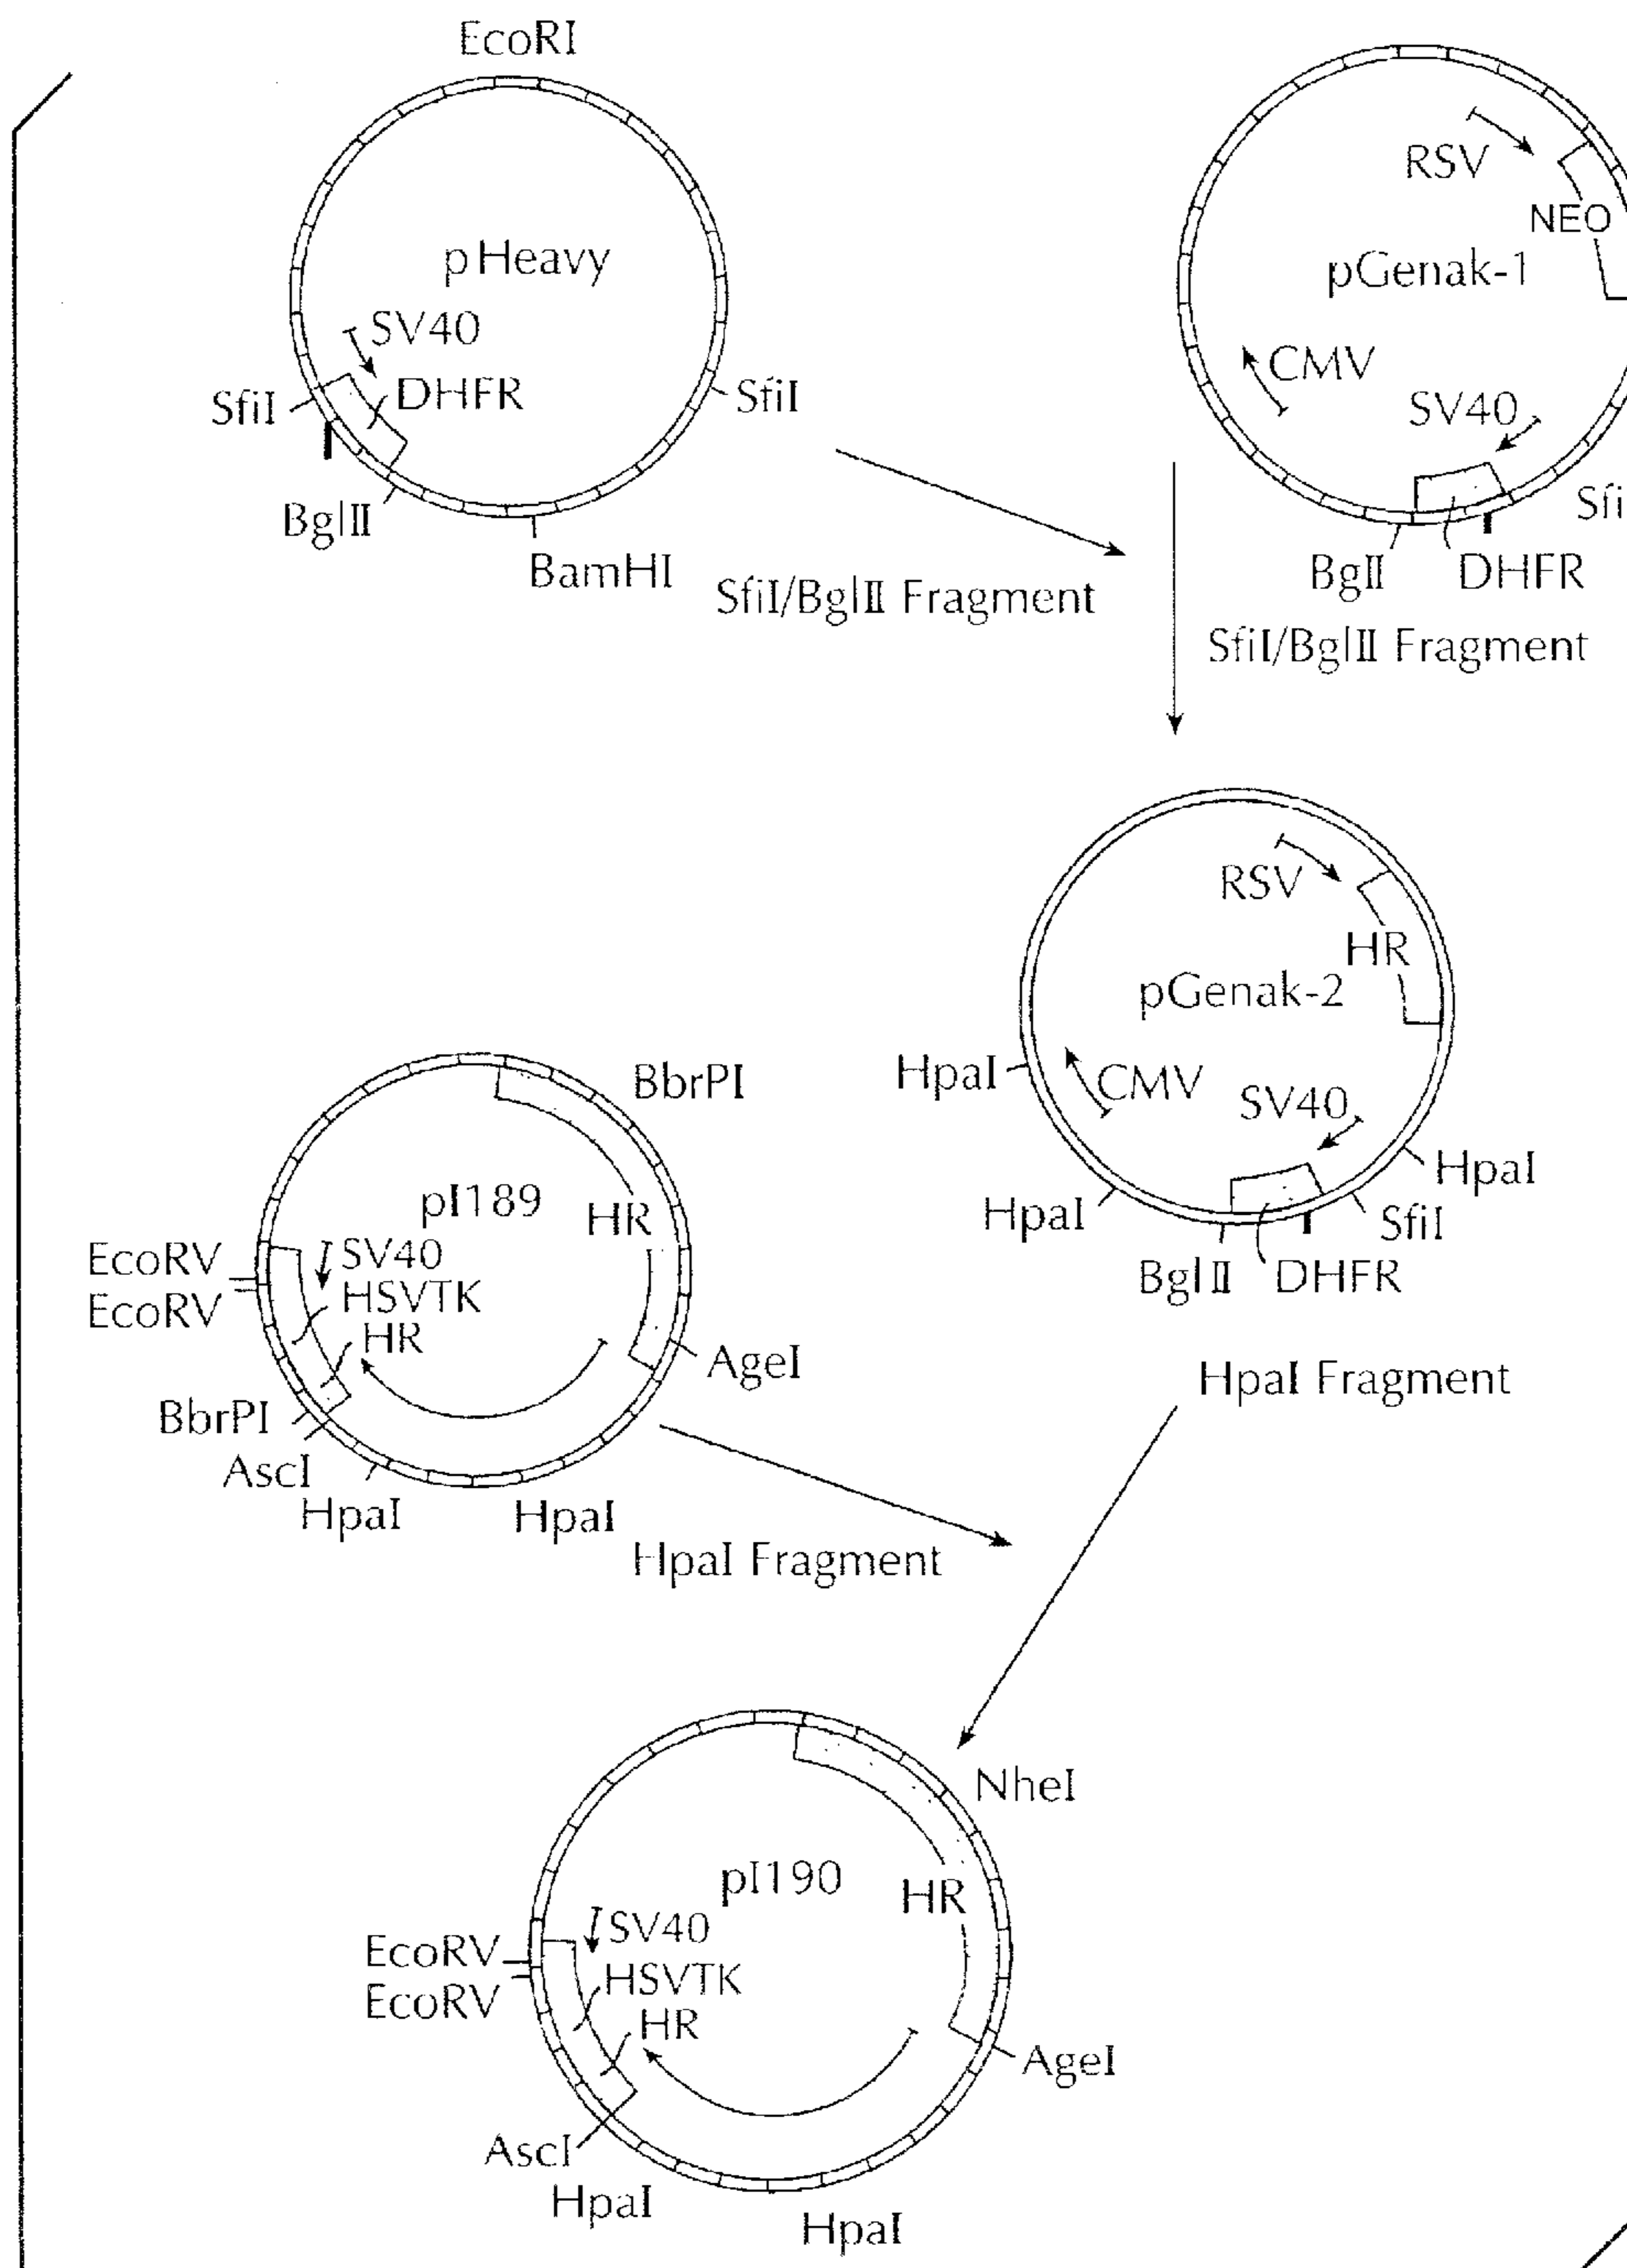 EcoRI
pHeavy
SV40
DHFR
SfiI
SfiI
BglII
BamHI
SfiI/BglII Fragment
RSV
NEO
pGenak-1
CMV
SV40
Sfi
BglI
DHFR
SfiI/BglII Fragment
RSV
HR
pGenak-2
HpaI
CMV
SV40
HpaI
HpaI
SfiI
BglII
DHFR
HpaI Fragment
BbrPI
pI189
HR
EcoRV
SV40
EcoRV
HSVTK
HR
AgeI
BbrPI
AscI
HpaI
HpaI
HpaI Fragment
NheI
pI190
HR
SV40
EcoRV
HSVTK
EcoRV
HR
AgeI
AscI
HpaI
HpaI